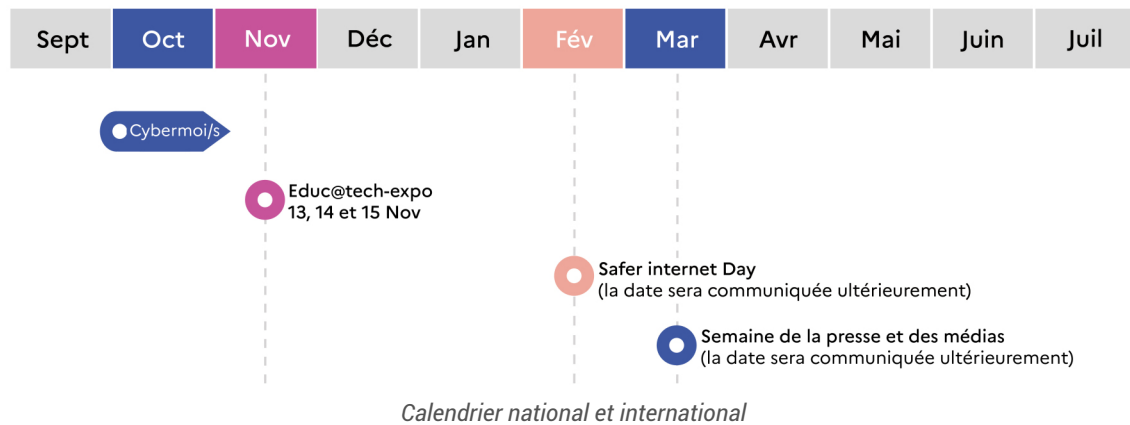 Sept Oct Nov Déc Jan Fév Mar Avr Mai Juin Juil
Cybermoi/s
Educ@tech-expo
13, 14 et 15 Nov
Safer internet Day
(la date sera communiquée ultérieurement)
Semaine de la presse et des médias
(la date sera communiquée ultérieurement)
Calendrier national et international